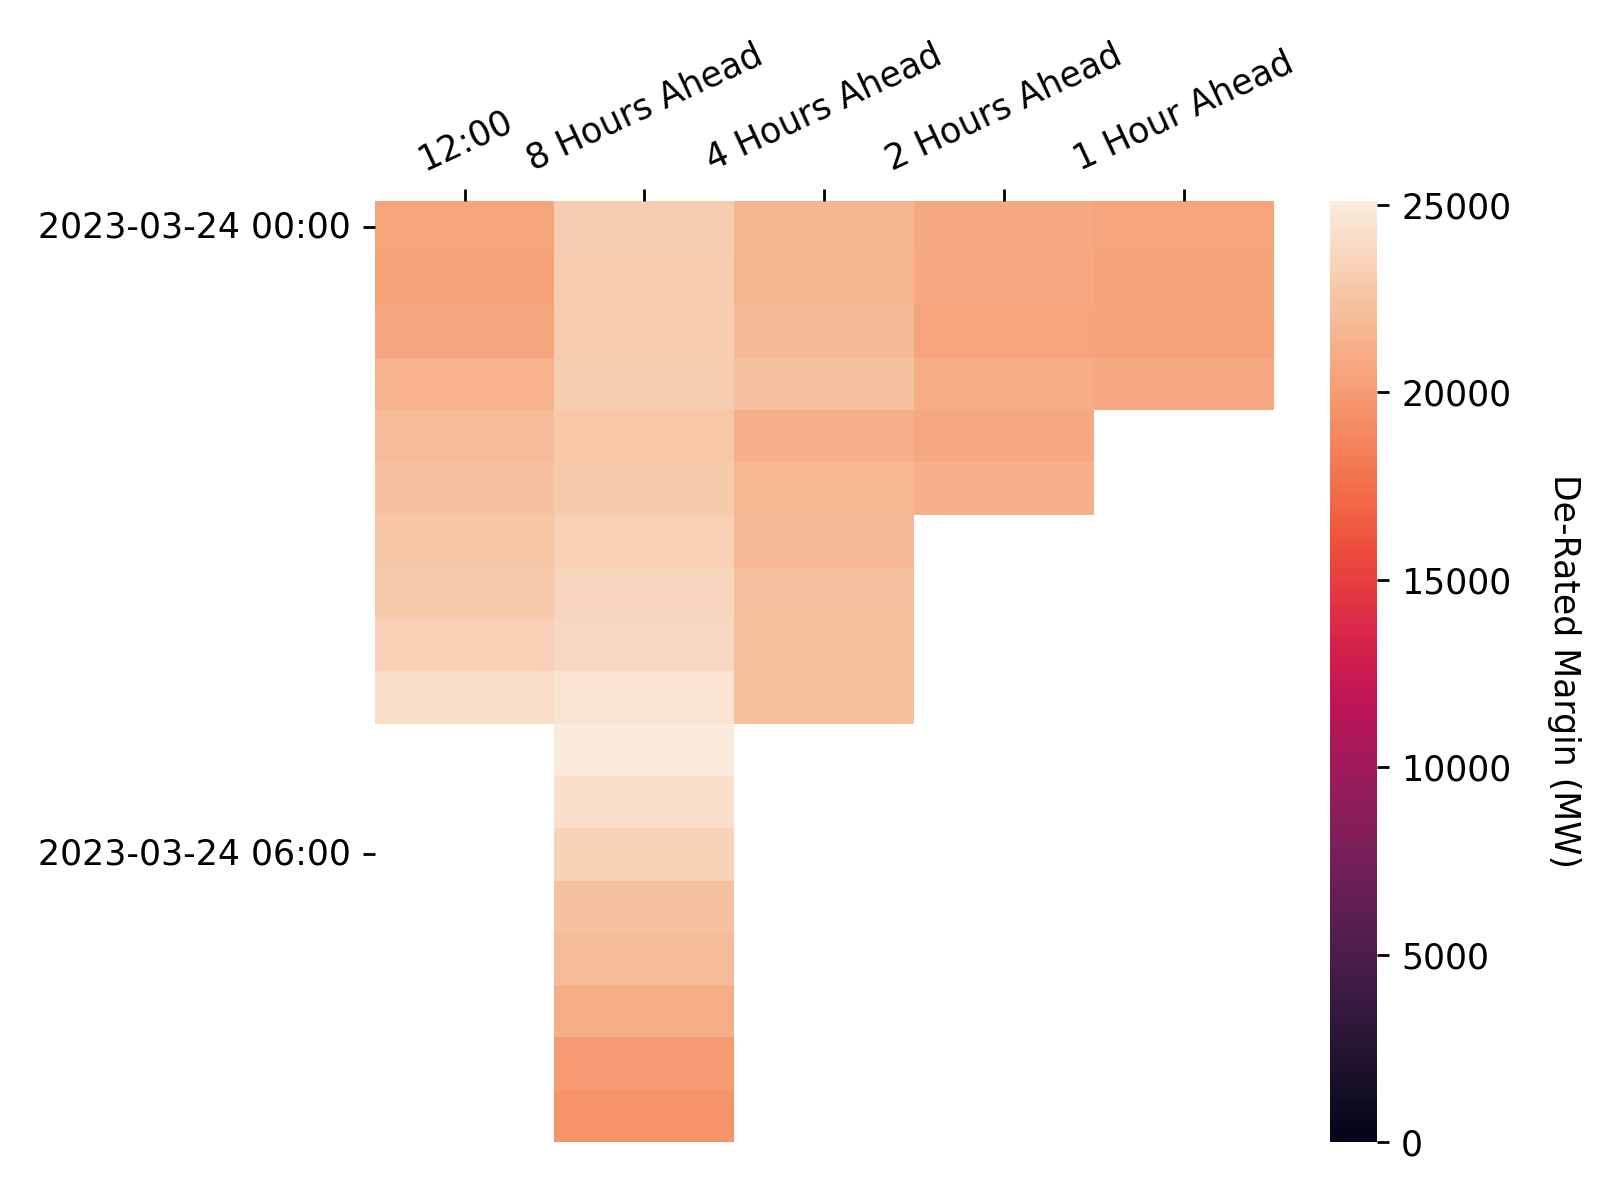 12:00
8 Hours Ahead
4 Hours Ahead
2 Hours Ahead
1 Hour Ahead
2023-03-24 00:00
2023-03-24 06:00
25000
20000
15000
10000
5000
0
De-Rated Margin (MW)